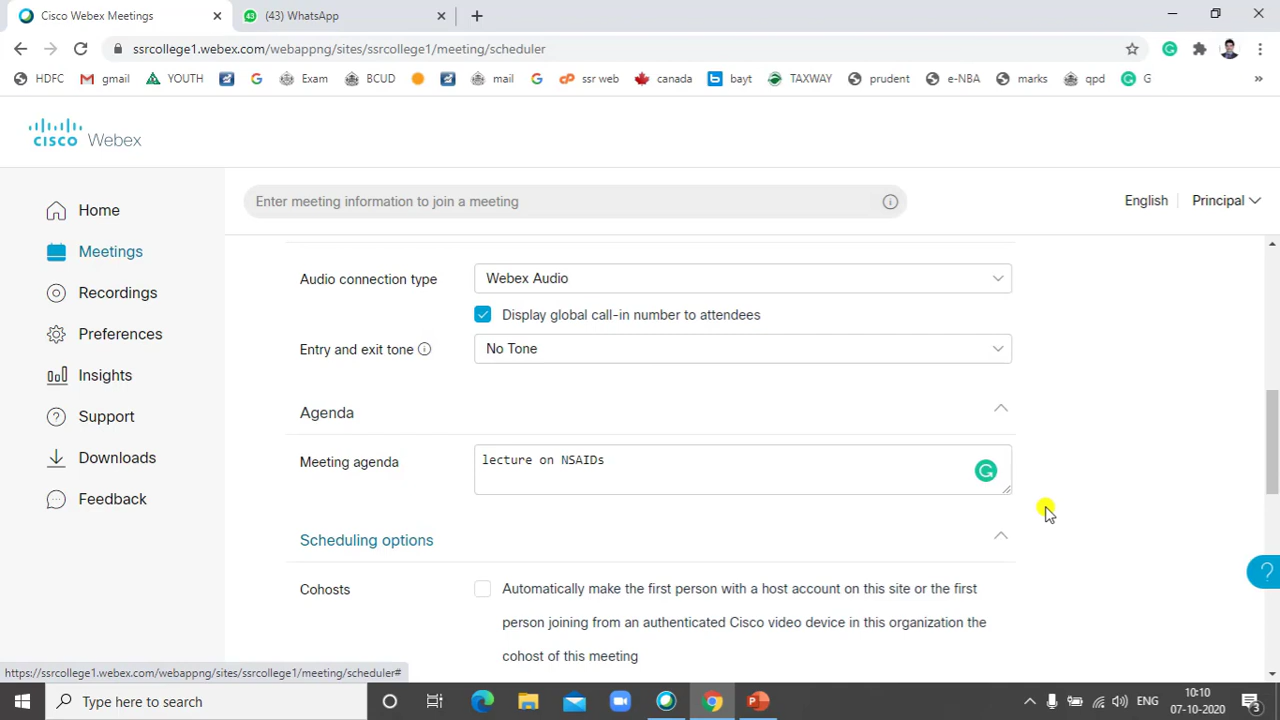 Cisco Webex Meetings
(43) WhatsApp
ssrcollege1.webex.com/webappng/sites/ssrcollege1/meeting/scheduler
HDFC gmail YOUTH Exam BCUD mail ssr web canada bayt TAXWAY prudent e-NBA marks qpd G »
cisco Webex
Enter meeting information to join a meeting
English Principal
Home
Meetings
Recordings
Preferences
Insights
Support
Downloads
Feedback
Audio connection type Webex Audio
Display global call-in number to attendees
Entry and exit tone No Tone
Agenda
Meeting agenda lecture on NSAIDs
Scheduling options
Cohosts Automatically make the first person with a host account on this site or the first
person joining from an authenticated Cisco video device in this organization the
cohost of this meeting
?
https://ssrcollege1.webex.com/webappng/sites/ssrcollege1/meeting/scheduler#
Type here to search
ENG
10:10
07-10-2020
3